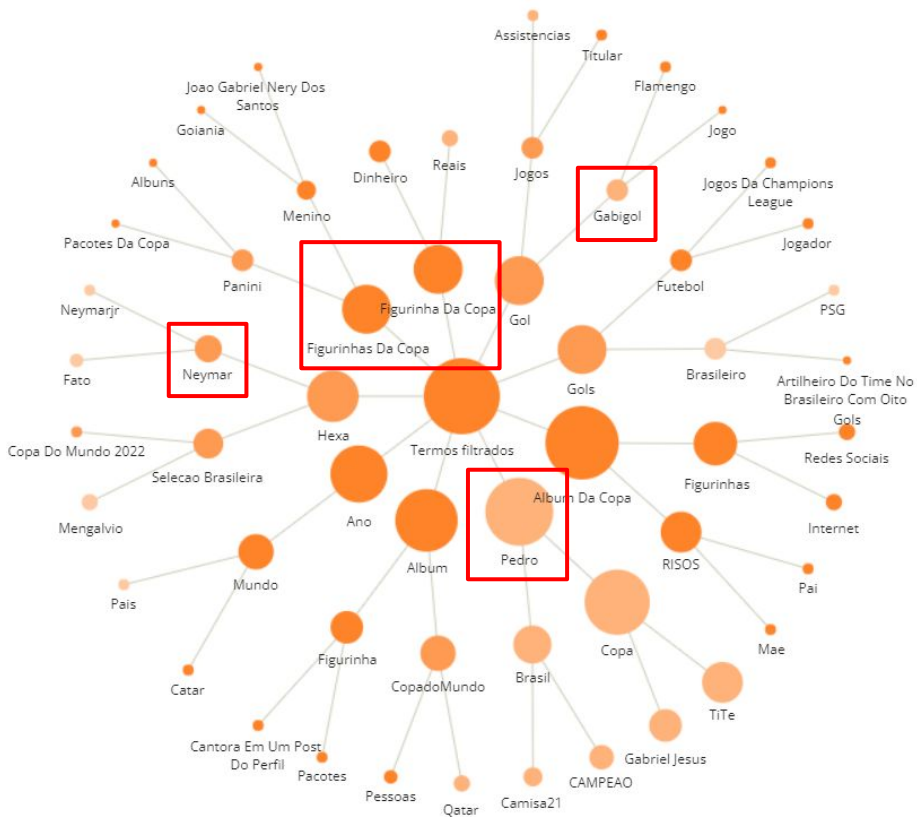 Assistencias
Titular
Joao Gabriel Nery Dos
Santos
Flamengo
Goiania
Jogo
Dinheiro
Reais
Jogos
Albuns
Jogos Da Champions
League
Menino
Gabigol
Pacotes Da Copa
Jogador
Panini
Futebol
Figurinha Da Copa
Neymarjr
Gol
PSG
Figurinhas Da Copa
Neymar
Fato
Gols
Brasileiro
Artilheiro Do Time No
Brasileiro Com Oito
Gols
Hexa
Termos filtrados
Copa Do Mundo 2022
Selecao Brasileira
Redes Sociais
Figurinhas
Album Da Copa
Ano
Mengalvio
Internet
Pedro
Album
RISOS
Mundo
Pai
Pais
Mae
Copa
Figurinha
Brasil
CopadoMundo
Catar
TiTe
Cantora Em Um Post
Do Perfil
Gabriel Jesus
Pacotes
CAMPEAO
Pessoas
Qatar
Camisa21